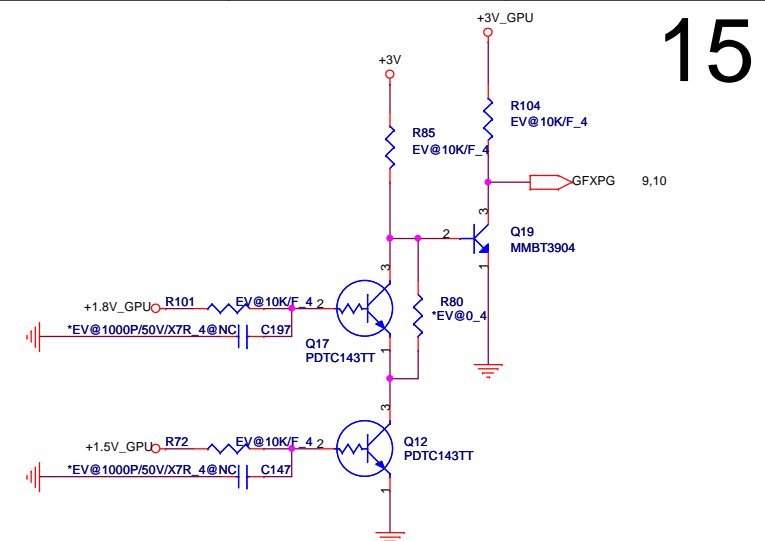 +3V_GPU
15
+3V
R104
EV@10K/F_4
R85
EV@10K/F_4
GFXPG 9,10
3
2
Q19
MMBT3904
1
3
+1.8V_GPU R101 EV@10K/F_4 2
R80
*EV@0_4
*EV@1000P/50V/X7R_4@NC C197
Q17
PDTC143TT
1
3
+1.5V_GPU R72 EV@10K/F_4 2
Q12
PDTC143TT
*EV@1000P/50V/X7R_4@NC C147
1